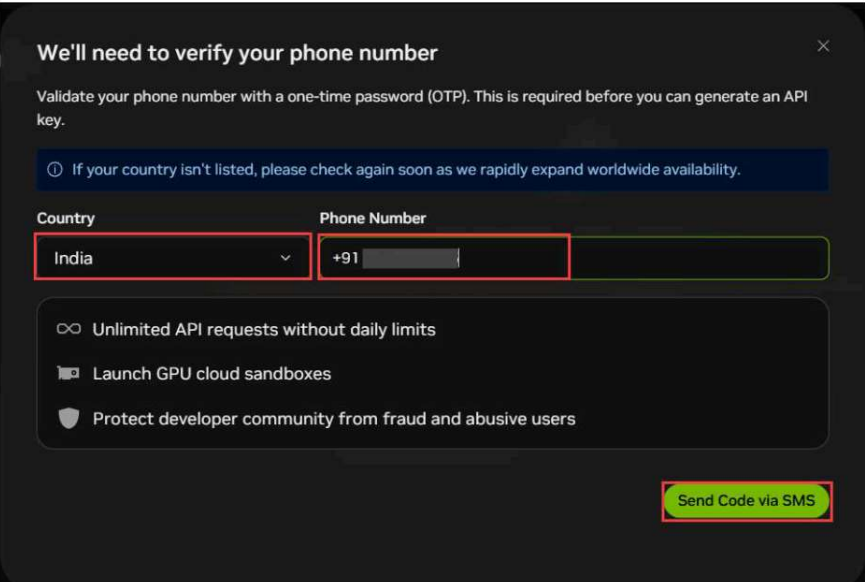 We'll need to verify your phone number
Validate your phone number with a one-time password (OTP). This is required before you can generate an API
key.
If your country isn't listed, please check again soon as we rapidly expand worldwide availability.
Country
Phone Number
India
+91
Unlimited API requests without daily limits
Launch GPU cloud sandboxes
Protect developer community from fraud and abusive users
Send Code via SMS